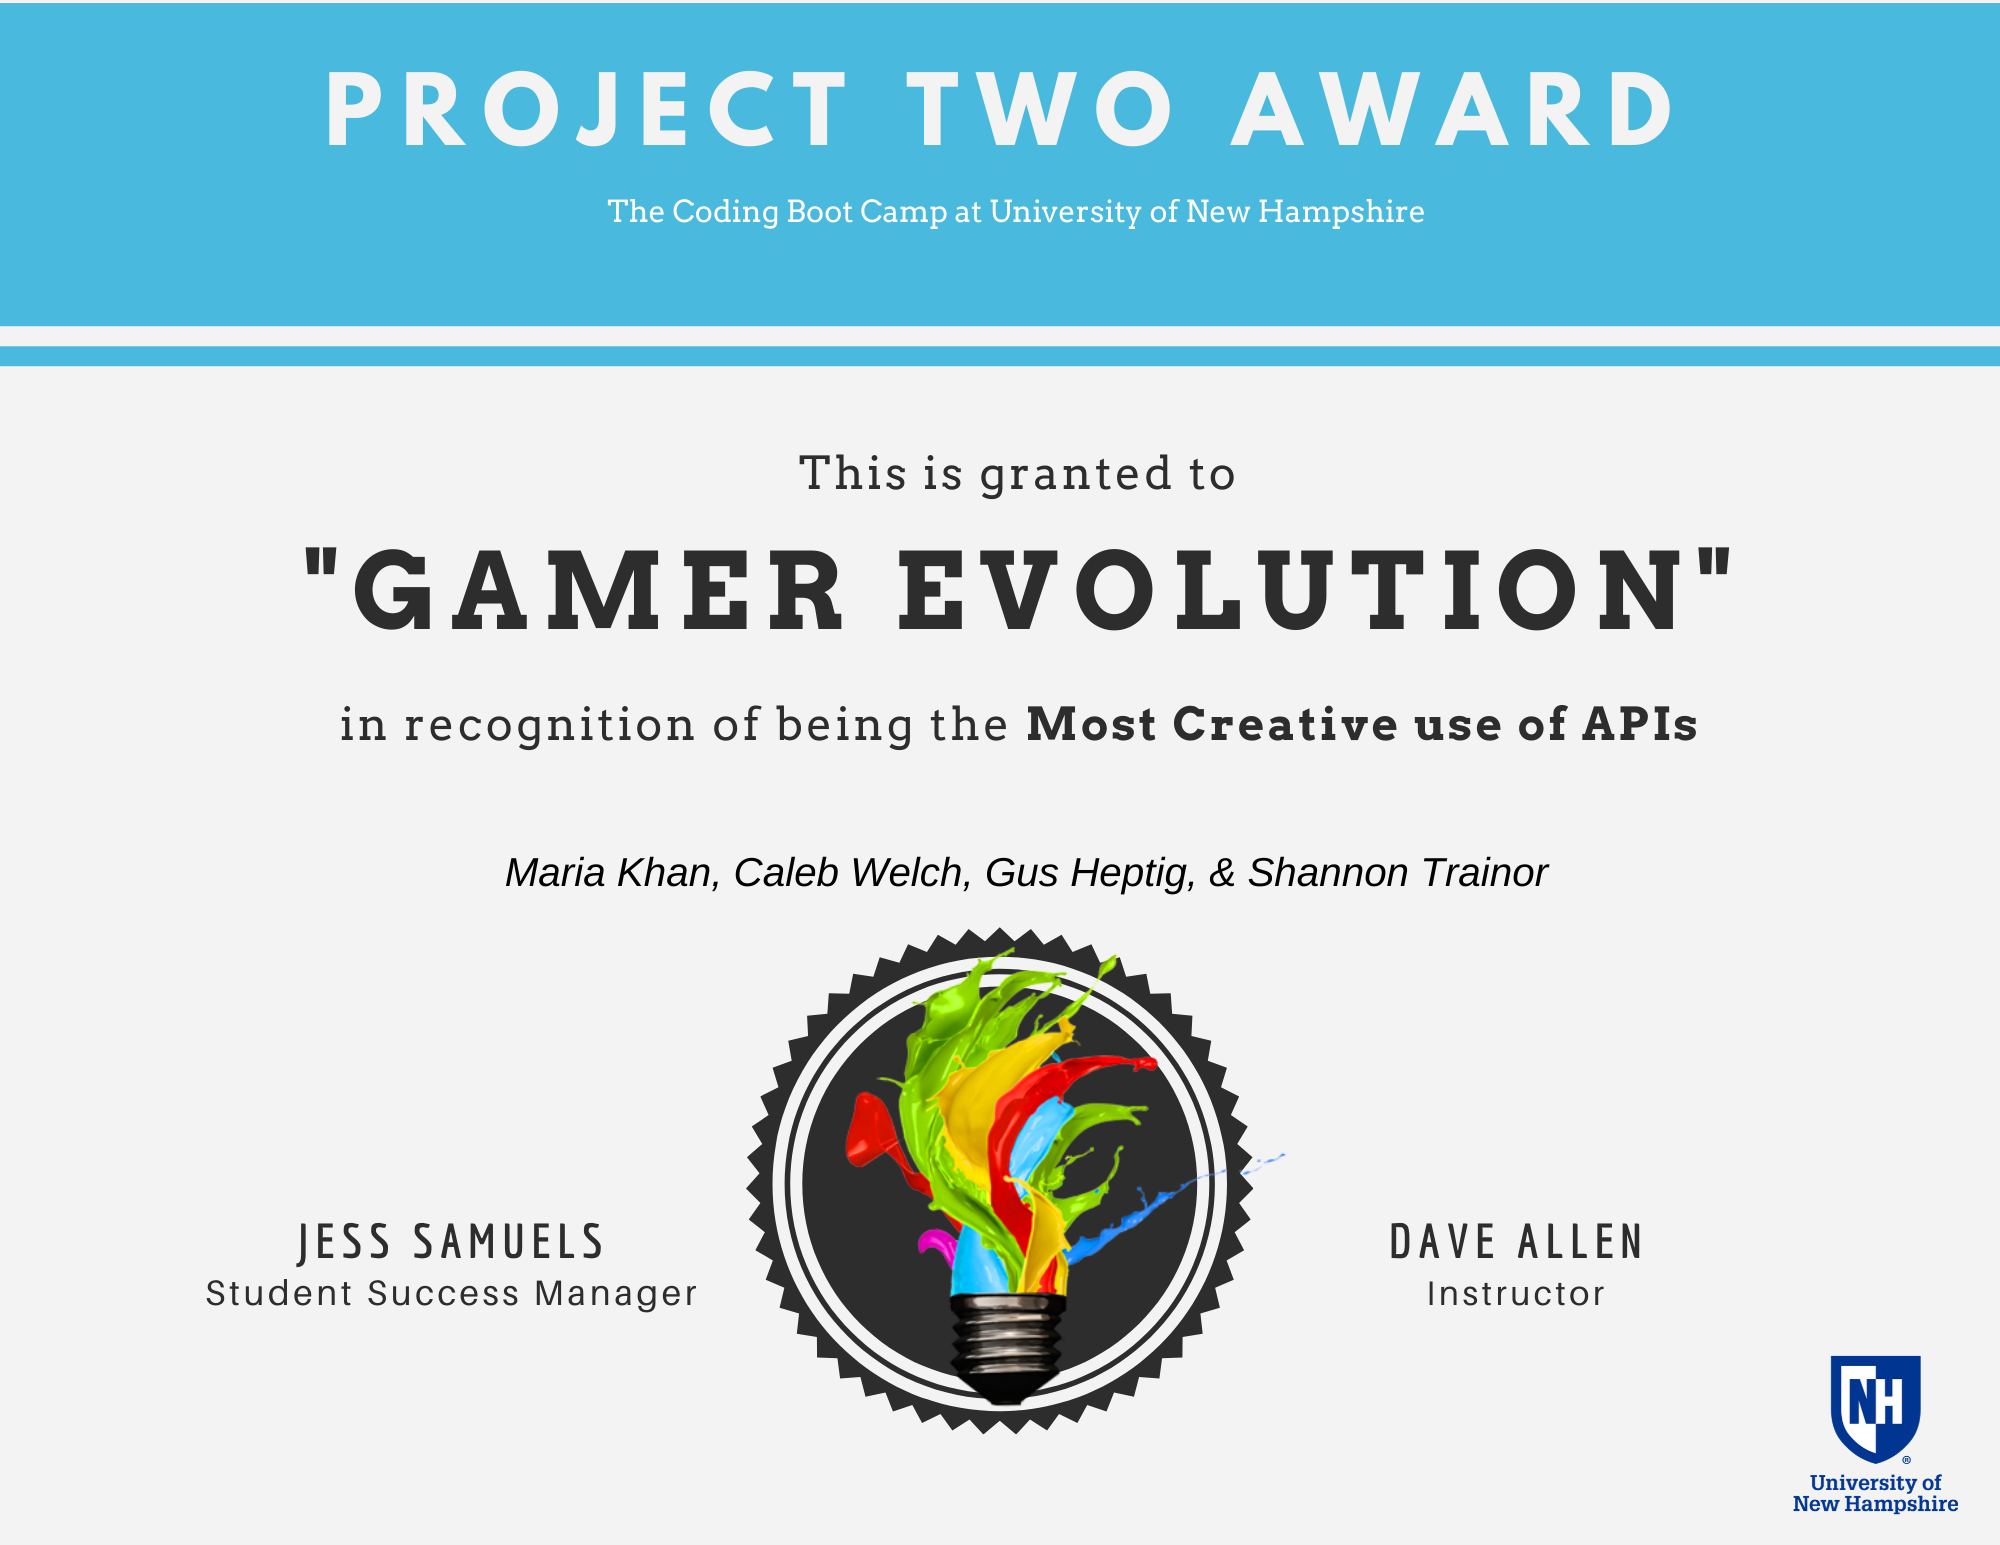 PROJECT TWO AWARD
The Coding Boot Camp at University of New Hampshire
This is granted to
"GAMER EVOLUTION"
in recognition of being the Most Creative use of APIs
Maria Khan, Caleb Welch, Gus Heptig, & Shannon Trainor
JESS SAMUELS
Student Success Manager
DAVE ALLEN
Instructor
NH
®
University of
New Hampshire